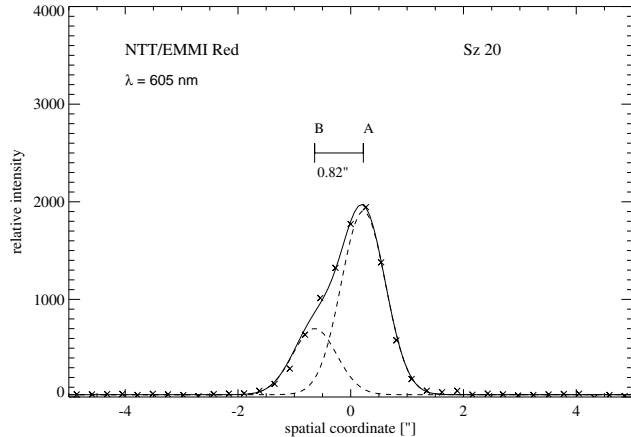 4000
NTT/EMMI Red
Sz 20
λ = 605 nm
3000
B
A
0.82"
2000
1000
0
relative intensity
-4
-2
0
2
4
spatial coordinate ["]